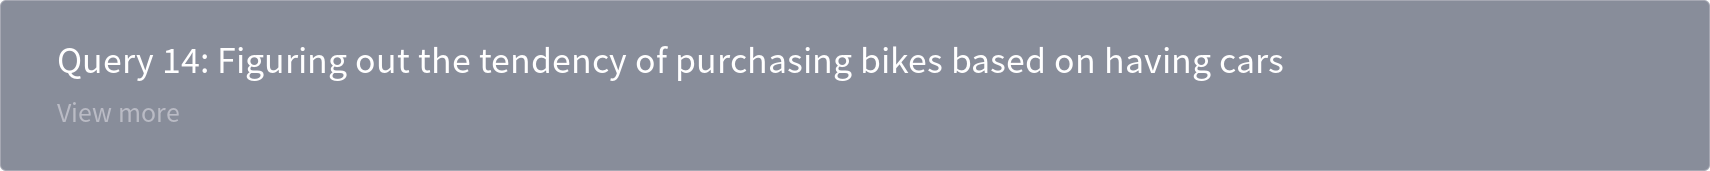 Query 14: Figuring out the tendency of purchasing bikes based on having cars
View more